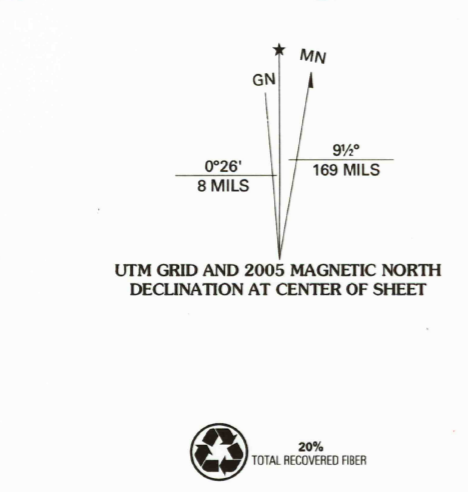 ★
MN
GN
9½°
169 MILS
0°26'
8 MILS
UTM GRID AND 2005 MAGNETIC NORTH
DECLINATION AT CENTER OF SHEET
20%
TOTAL RECOVERED FIBER